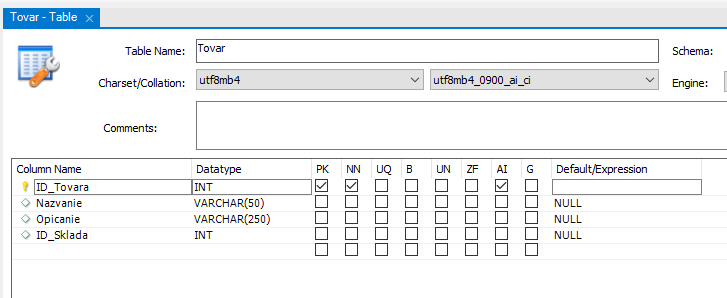 Tovar - Table ×
Table Name: Tovar Schema:
Charset/Collation: utf8mb4 utf8mb4_0900_ai_ci Engine:
Comments:
Column Name Datatype PK NN UQ B UN ZF AI G Default/Expression
ID_Tovara INT
Nazvanie VARCHAR(50) NULL
Opicanie VARCHAR(250) NULL
ID_Sklada INT NULL